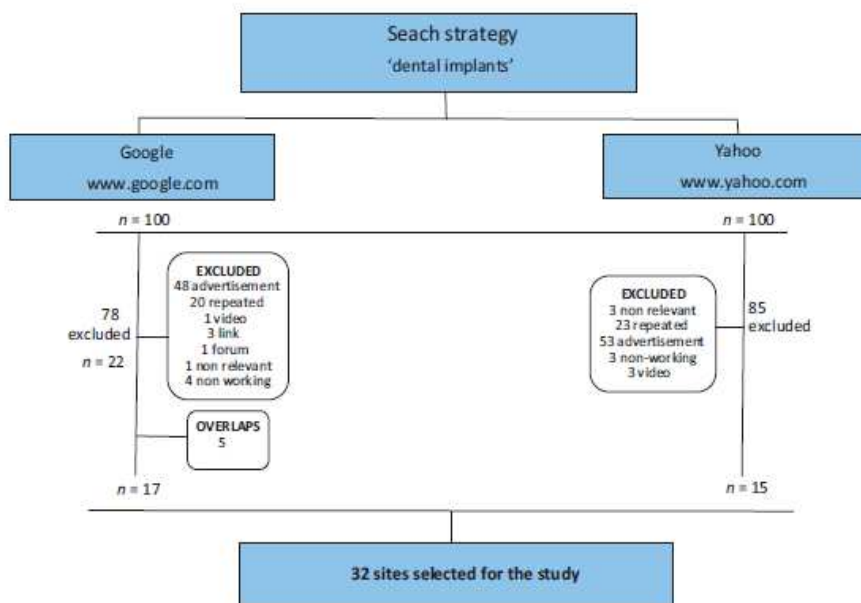 Seach strategy
‘dental implants’
Google
www.google.com
Yahoo
www.yahoo.com
n = 100
n = 100
EXCLUDED
48 advertisement
20 repeated
1 video
3 link
1 forum
1 non relevant
4 non working
78
excluded
n = 22
EXCLUDED
3 non relevant
23 repeated
53 advertisement
3 non-working
3 video
85
excluded
OVERLAPS
5
n = 17
n = 15
32 sites selected for the study